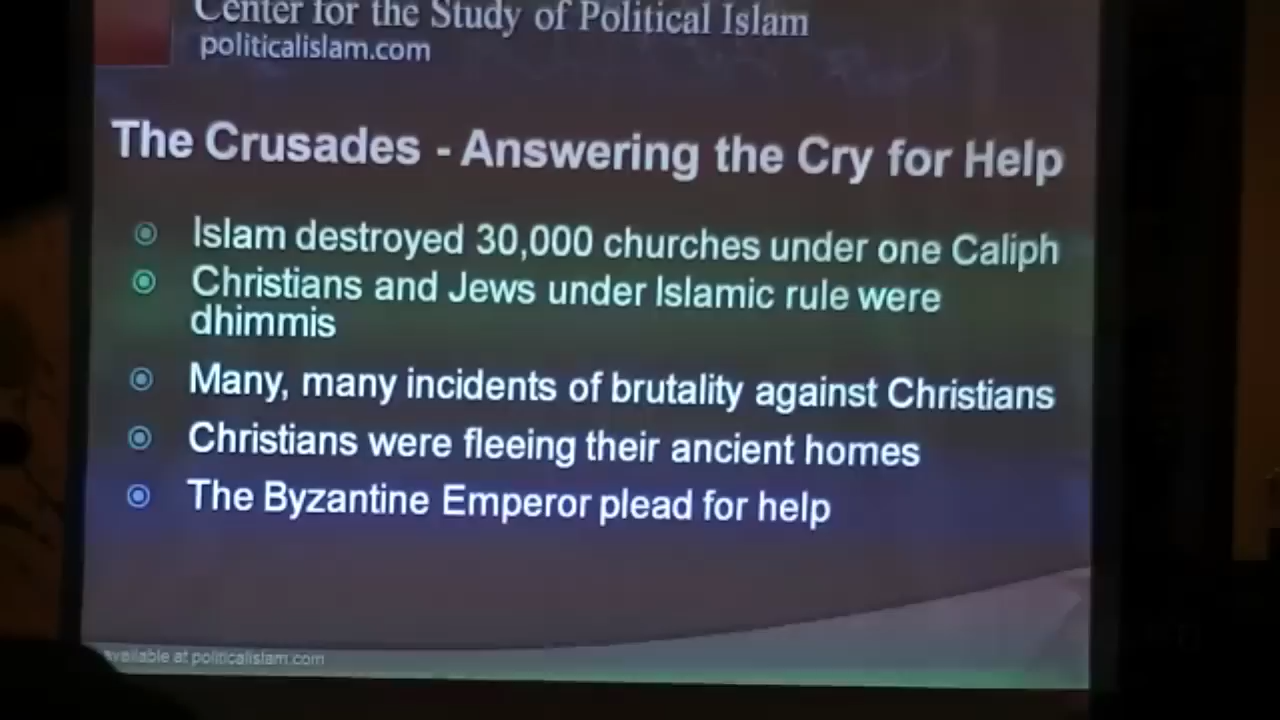 Center for the Study of Political Islam
politicalislam.com
The Crusades - Answering the Cry for Help
Islam destroyed 30,000 churches under one Caliph
Christians and Jews under Islamic rule were
dhimmis
Many, many incidents of brutality against Christians
Christians were fleeing their ancient homes
The Byzantine Emperor plead for help
available at politicalislam.com